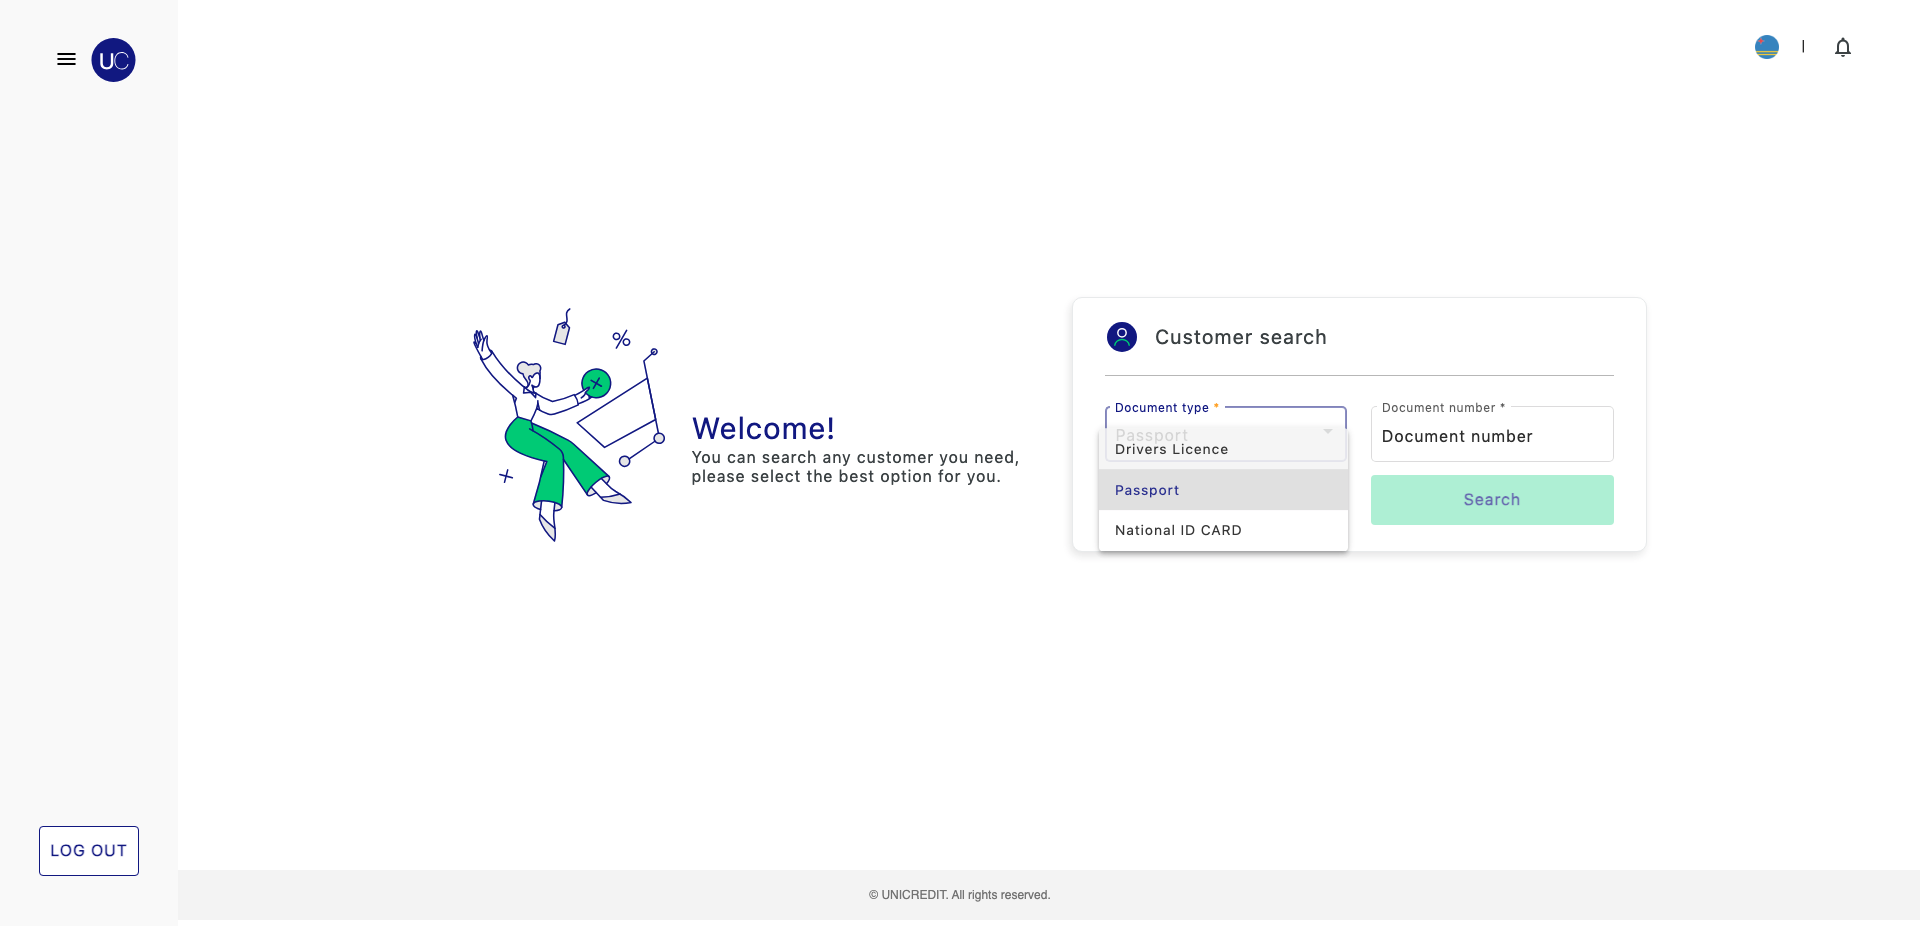 UC
Welcome!
You can search any customer you need,
please select the best option for you.
Customer search
Document type *
Passport
Drivers Licence
Passport
National ID CARD
Document number *
Document number
Search
LOG OUT
© UNICREDIT. All rights reserved.